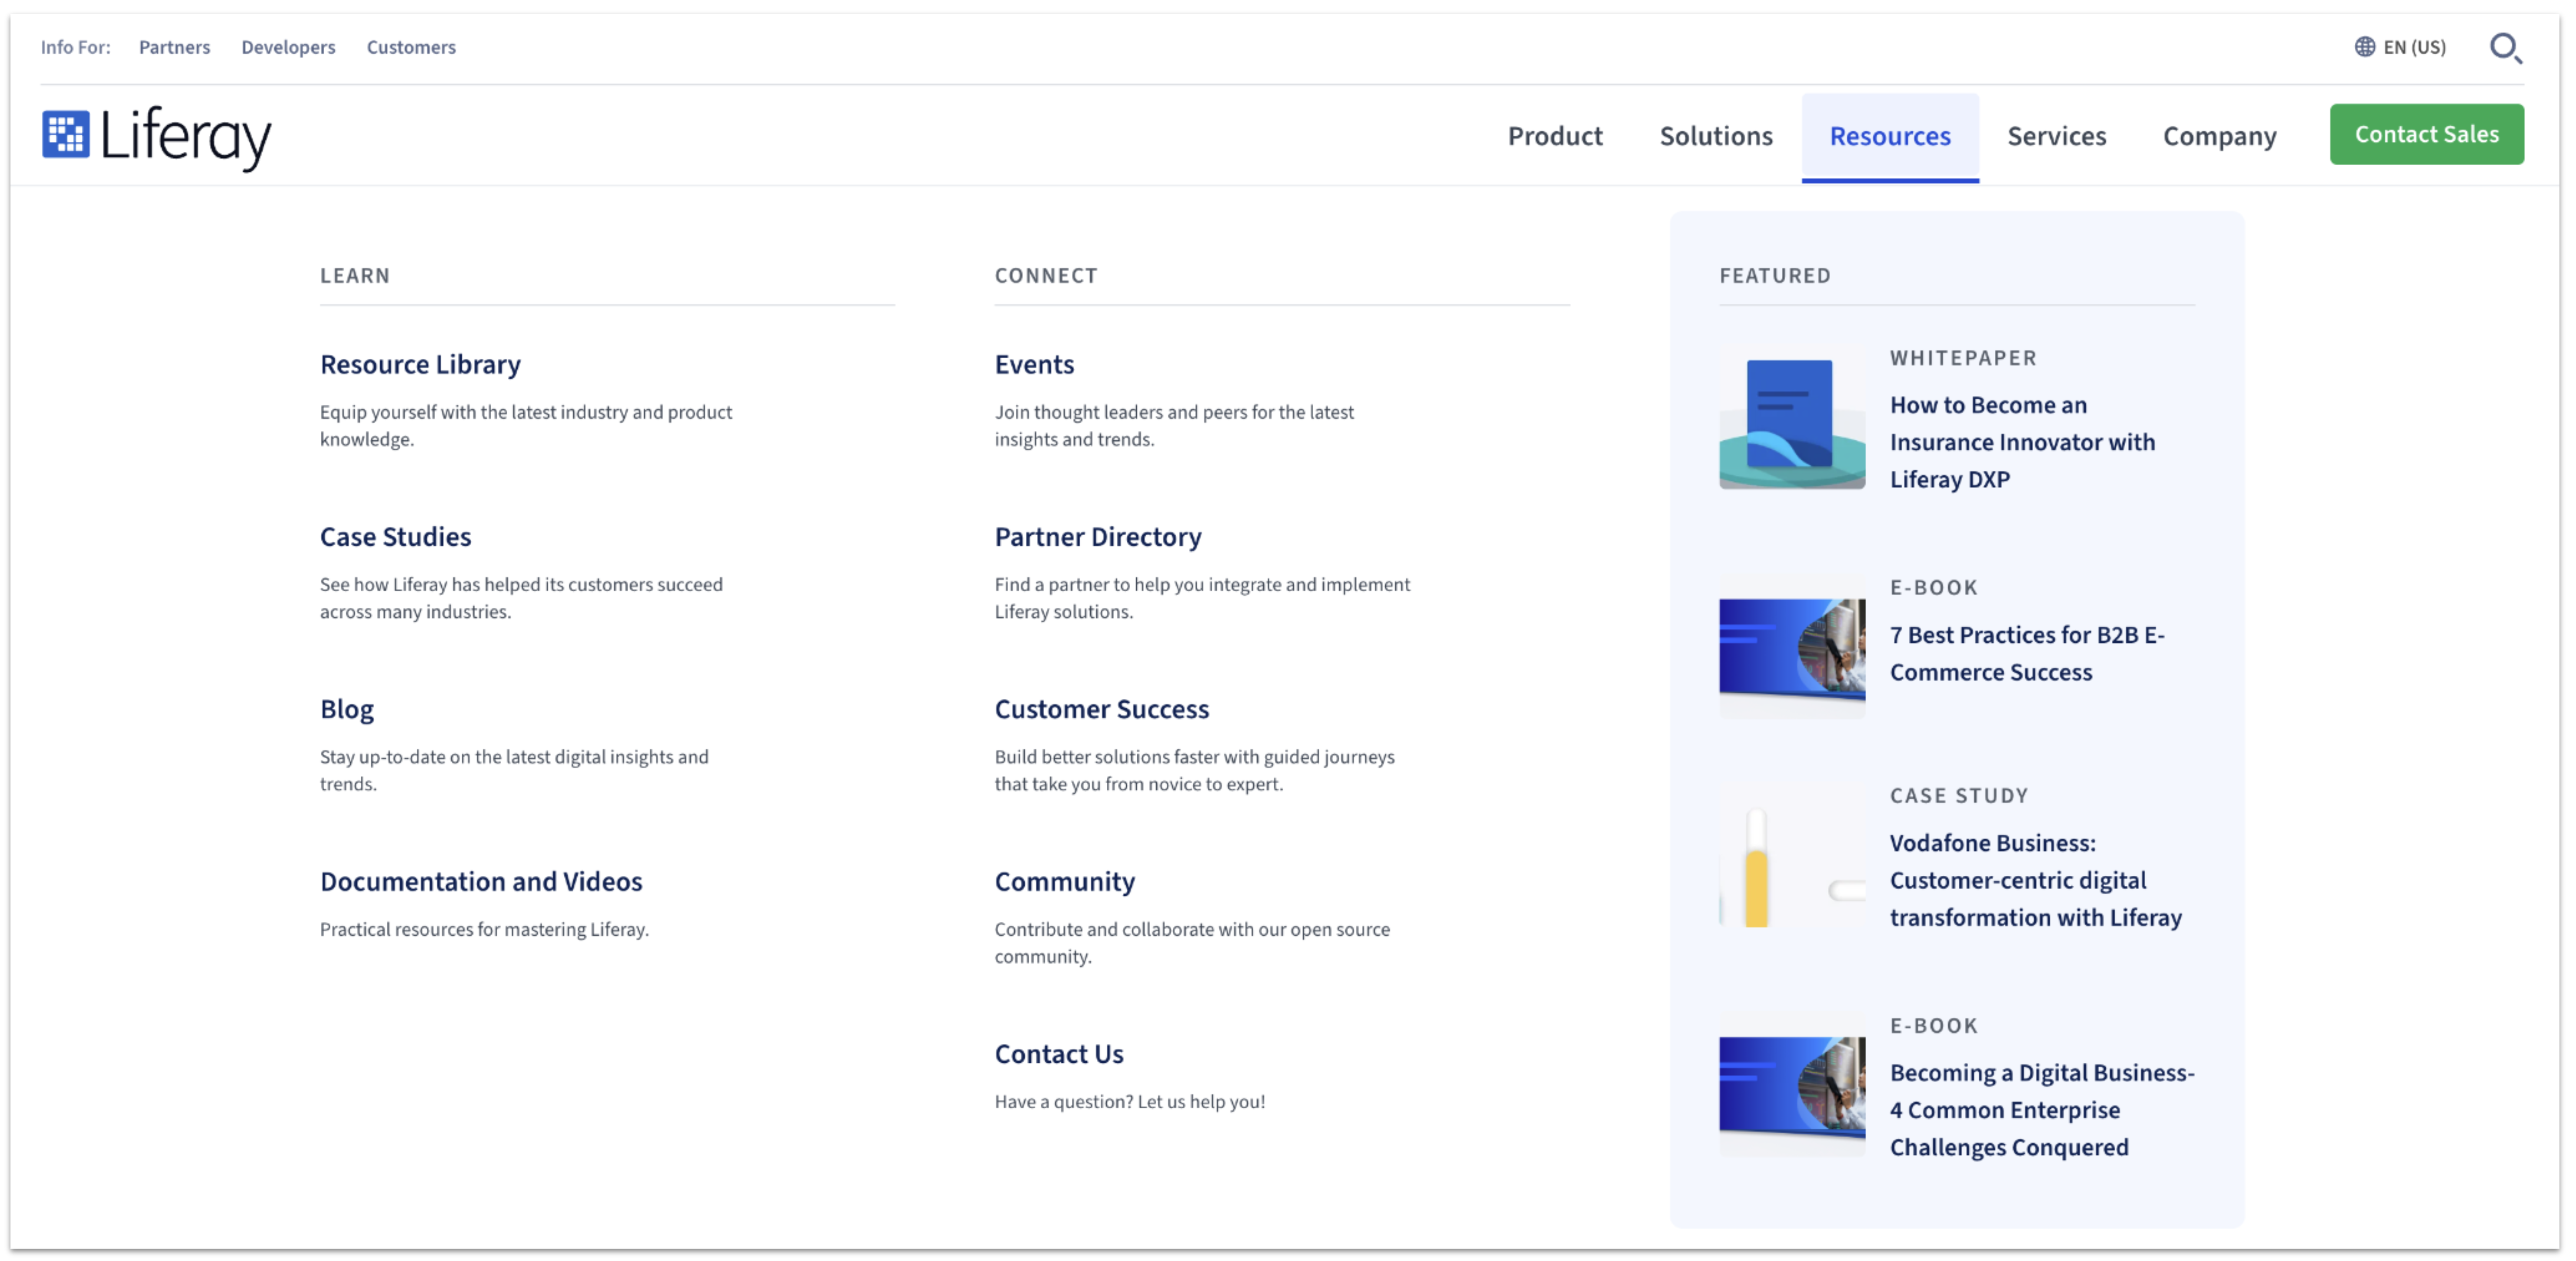 Info For: Partners Developers Customers
EN (US)
Liferay
Product Solutions Resources Services Company Contact Sales
LEARN
Resource Library
Equip yourself with the latest industry and product
knowledge.
Case Studies
See how Liferay has helped its customers succeed
across many industries.
Blog
Stay up-to-date on the latest digital insights and
trends.
Documentation and Videos
Practical resources for mastering Liferay.
CONNECT
Events
Join thought leaders and peers for the latest
insights and trends.
Partner Directory
Find a partner to help you integrate and implement
Liferay solutions.
Customer Success
Build better solutions faster with guided journeys
that take you from novice to expert.
Community
Contribute and collaborate with our open source
community.
Contact Us
Have a question? Let us help you!
FEATURED
WHITEPAPER
How to Become an
Insurance Innovator with
Liferay DXP
E-BOOK
7 Best Practices for B2B E-
Commerce Success
CASE STUDY
Vodafone Business:
Customer-centric digital
transformation with Liferay
E-BOOK
Becoming a Digital Business-
4 Common Enterprise
Challenges Conquered